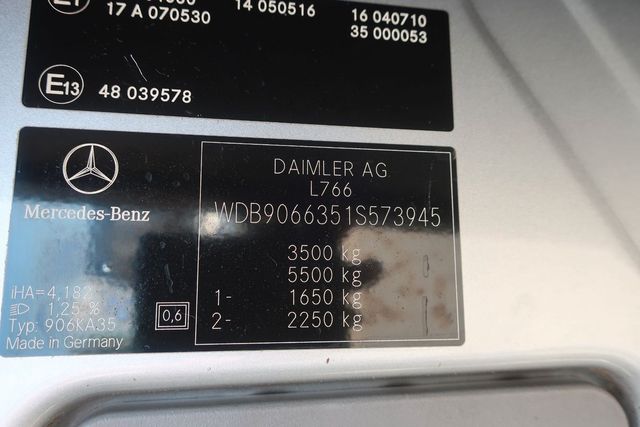 E1
14 050516
16 040710
17 A 070530
35 000053
E13
48 039578
Mercedes-Benz
DAIMLER AG
L766
WDB9066351S573945
3500 kg
5500 kg
1- 1650 kg
2- 2250 kg
iHA=4,182
1,25 %
Typ: 906KA35
0,6
Made in Germany